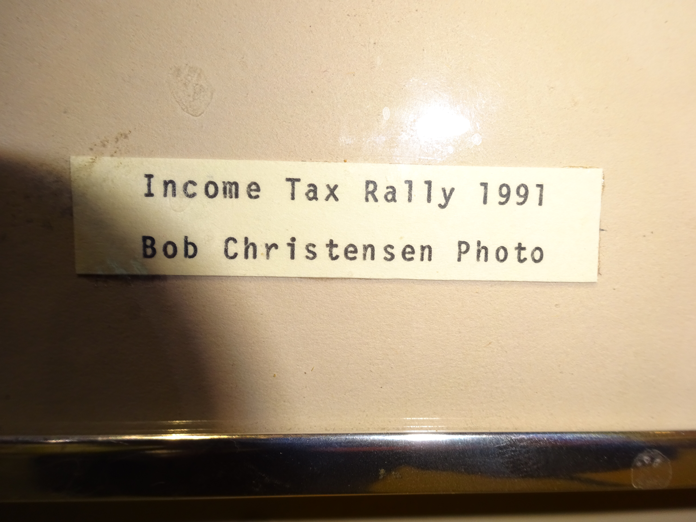 Income Tax Rally 1991
Bob Christensen Photo